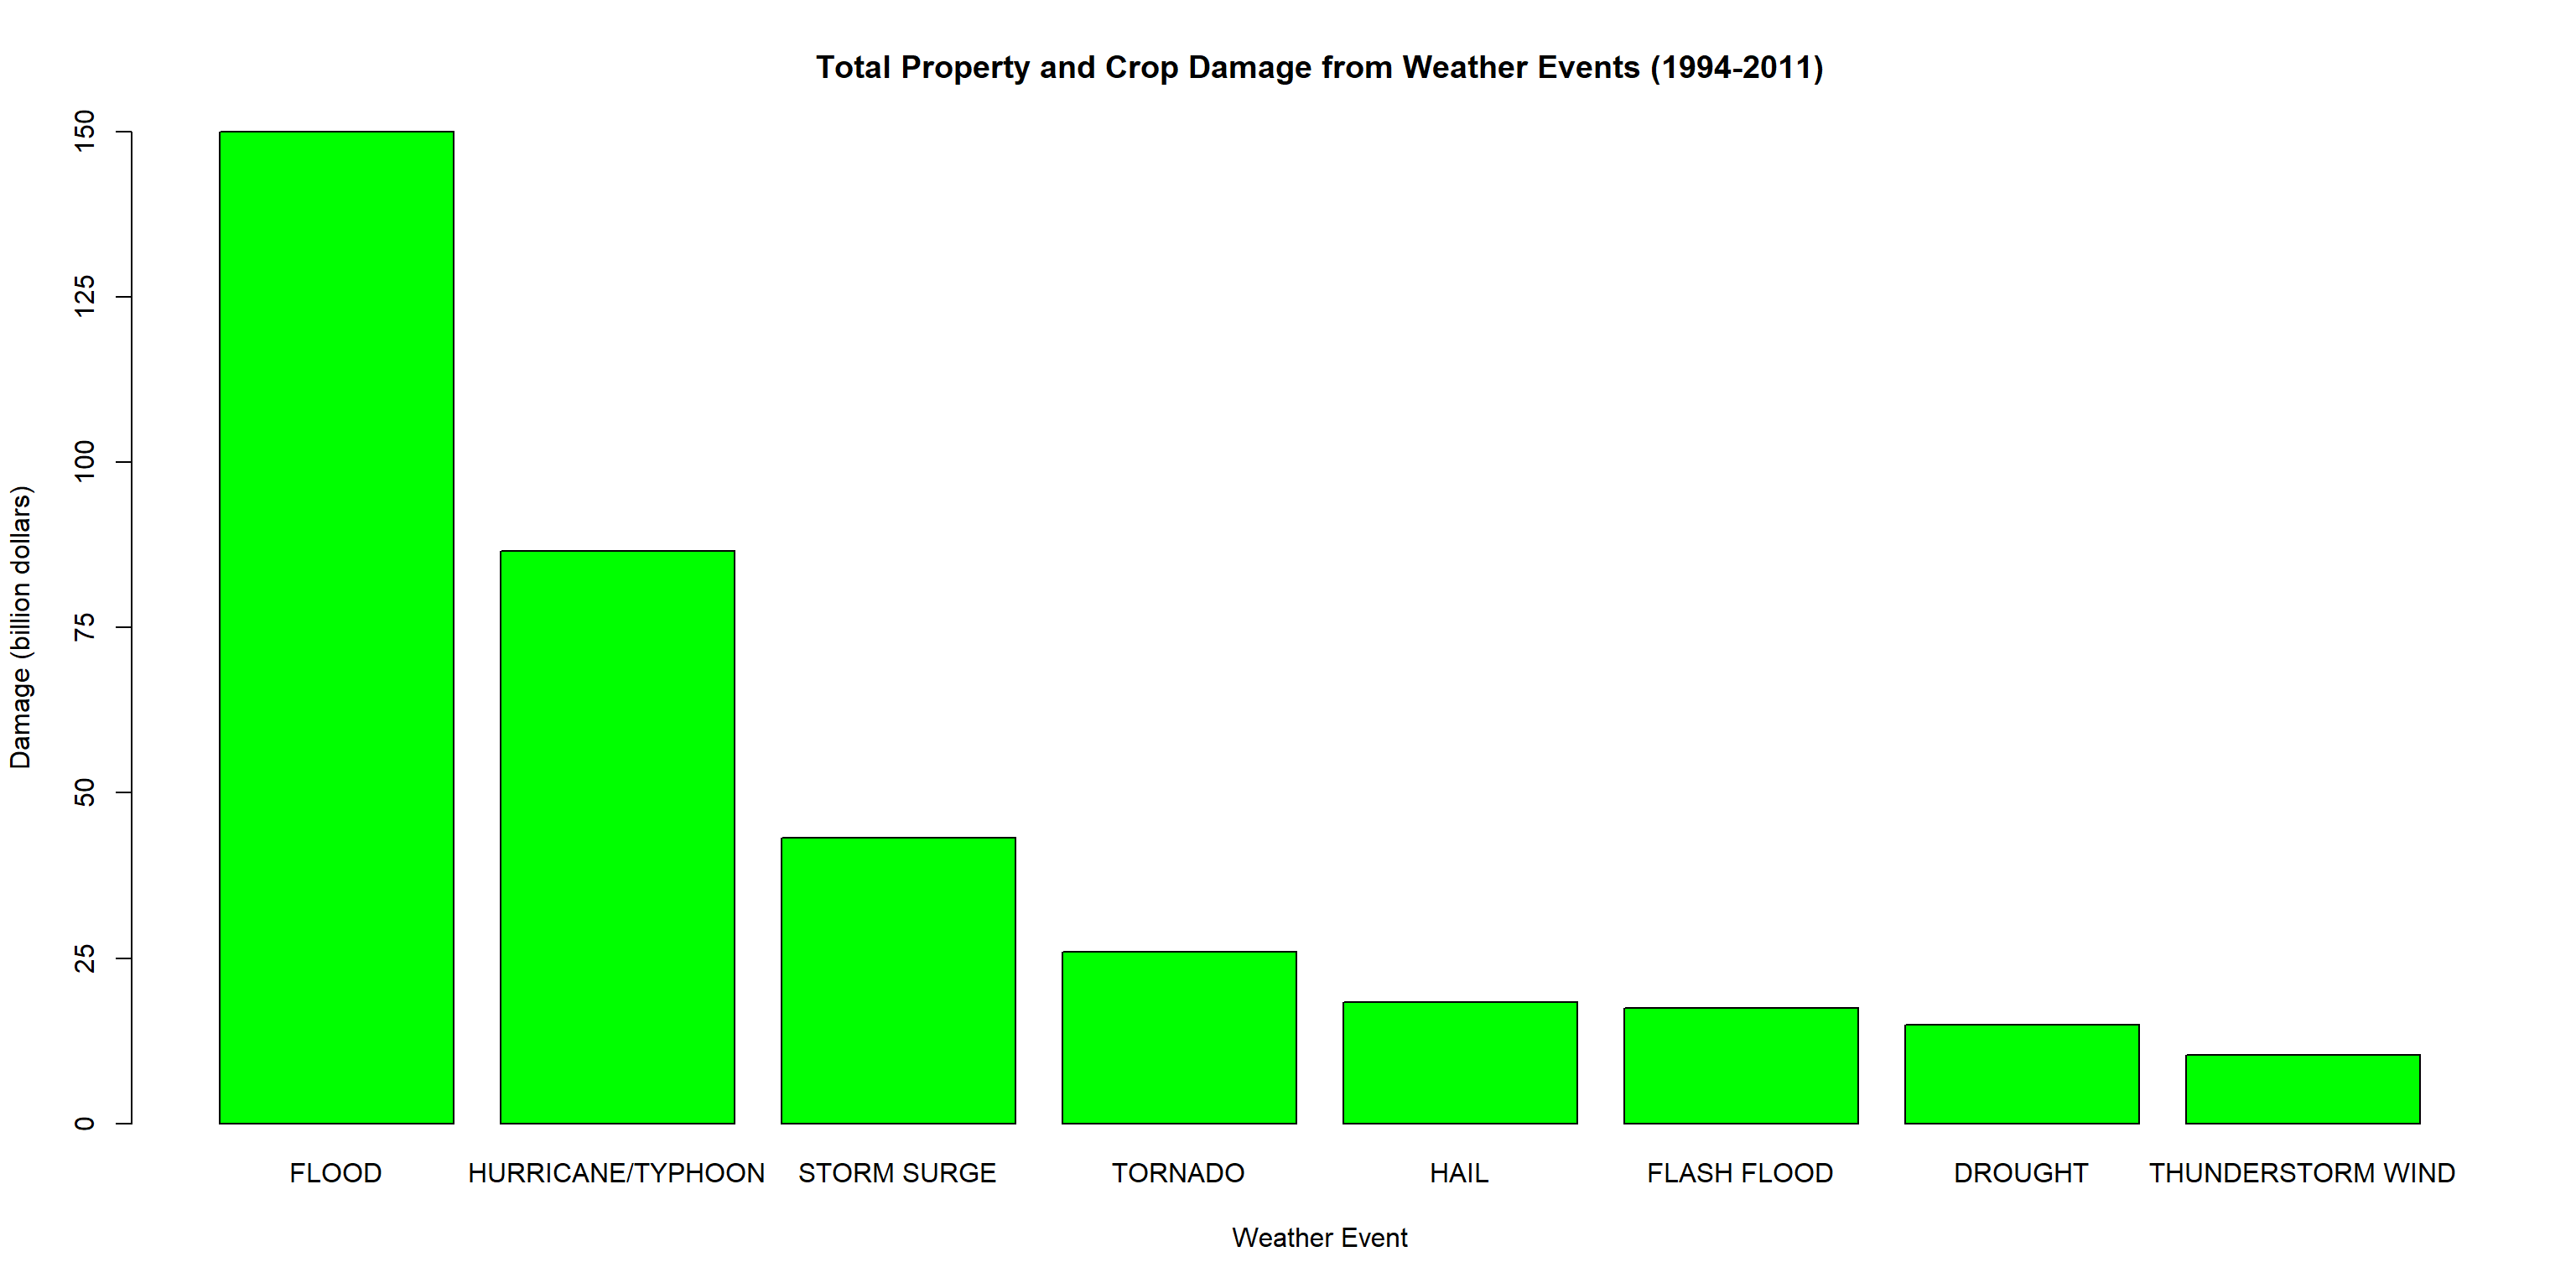 Total Property and Crop Damage from Weather Events (1994-2011)
Damage (billion dollars)
150
125
100
75
50
25
0
FLOOD HURRICANE/TYPHOON STORM SURGE TORNADO HAIL FLASH FLOOD DROUGHT THUNDERSTORM WIND
Weather Event